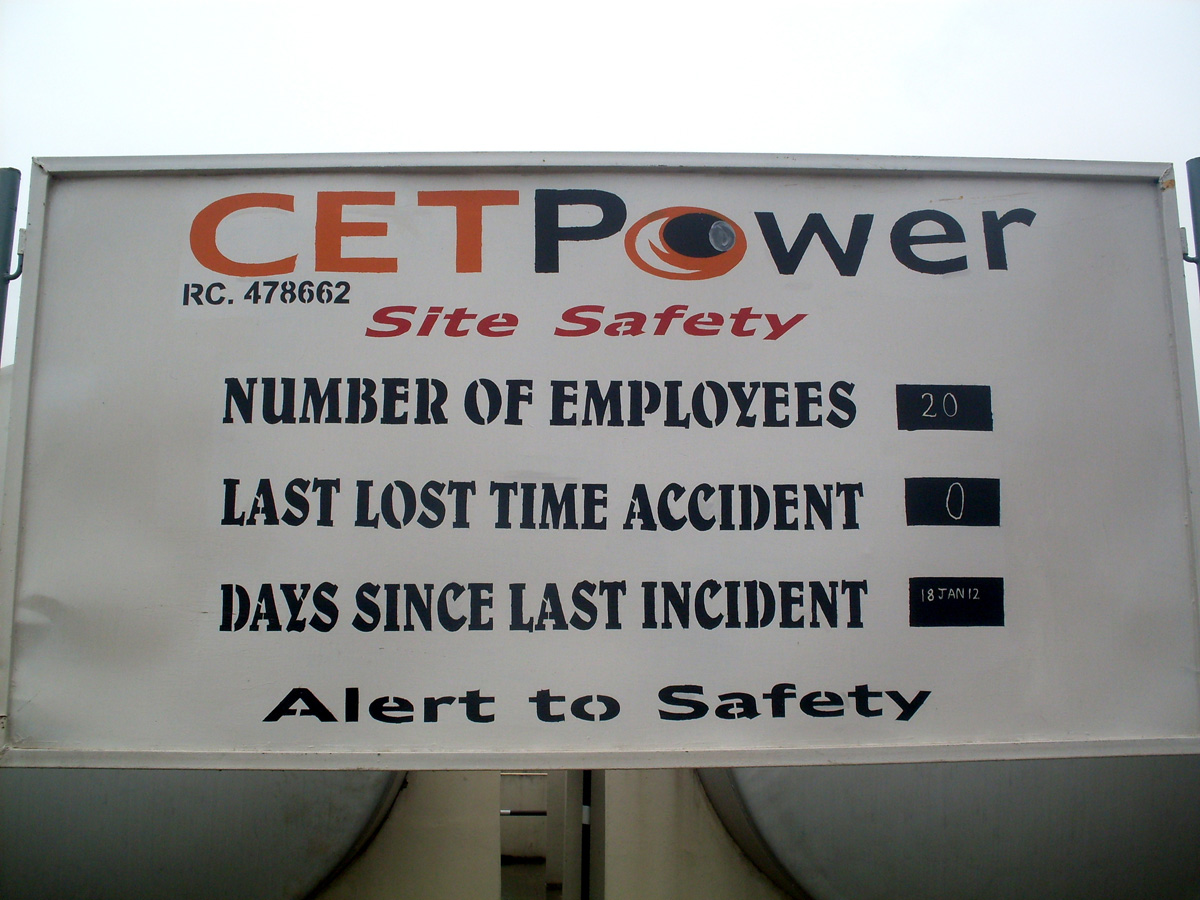 CETPower
RC. 478662
Site Safety
NUMBER OF EMPLOYEES 20
LAST LOST TIME ACCIDENT 0
DAYS SINCE LAST INCIDENT 18 JAN 12
Alert to Safety